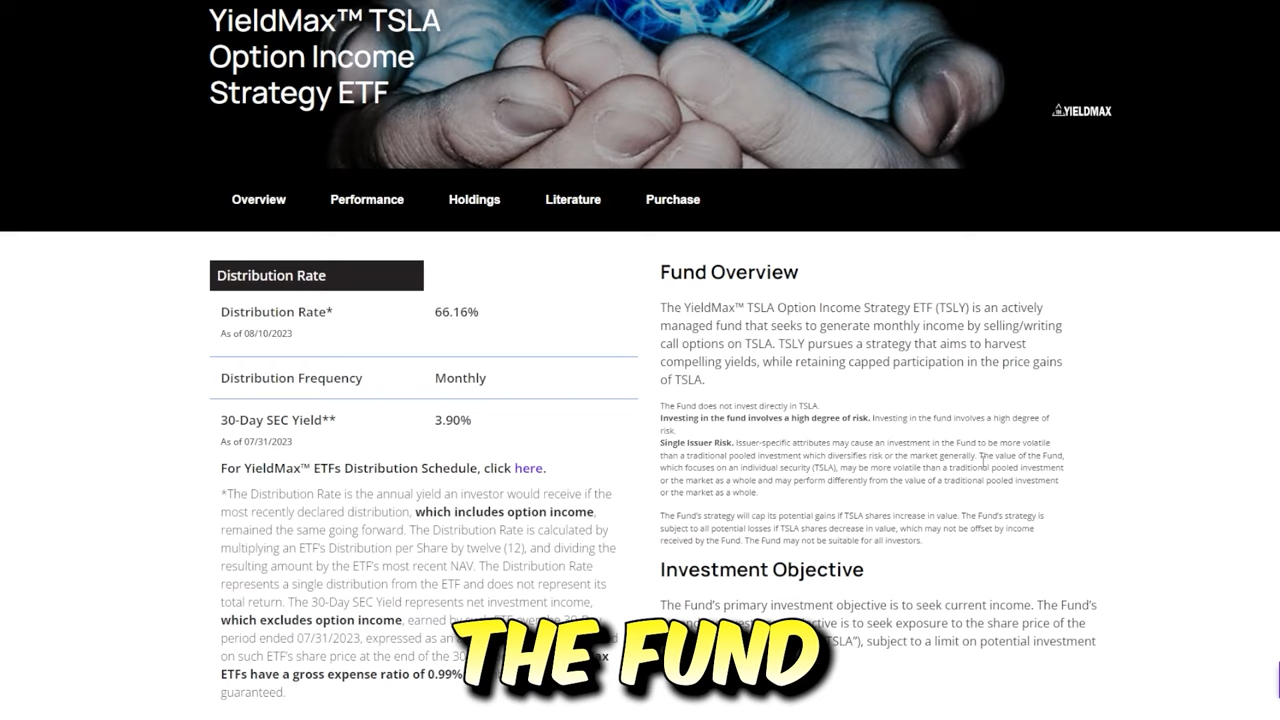 YieldMax™ TSLA
Option Income
Strategy ETF
YIELDMAX
Overview
Performance
Holdings
Literature
Purchase
Distribution Rate
Distribution Rate* 66.16%
As of 08/10/2023
Distribution Frequency Monthly
30-Day SEC Yield** 3.90%
As of 07/31/2023
For YieldMax™ ETFs Distribution Schedule, click here.
*The Distribution Rate is the annual yield an investor would receive if the
most recently declared distribution, which includes option income,
remained the same going forward. The Distribution Rate is calculated by
multiplying an ETF's Distribution per Share by twelve (12), and dividing the
resulting amount by the ETF's most recent NAV. The Distribution Rate
represents a single distribution from the ETF and does not represent its
total return. The 30-Day SEC Yield represents net investment income,
which excludes option income, earned
period ended 07/31/2023, expressed as an
on such ETF's share price at the end of the 30
ETFs have a gross expense ratio of 0.99%
guaranteed.
Fund Overview
The YieldMax™ TSLA Option Income Strategy ETF (TSLY) is an actively
managed fund that seeks to generate monthly income by selling/writing
call options on TSLA. TSLY pursues a strategy that aims to harvest
compelling yields, while retaining capped participation in the price gains
of TSLA.
The Fund does not invest directly in TSLA.
Investing in the fund involves a high degree of risk. Investing in the fund involves a high degree of
risk.
Single Issuer Risk. Issuer-specific attributes may cause an investment in the Fund to be more volatile
than a traditional pooled investment which diversifies risk or the market generally. The value of the Fund,
which focuses on an individual security (TSLA), may be more volatile than a traditional pooled investment
or the market as a whole and may perform differently from the value of a traditional pooled investment
or the market as a whole.
The Fund's strategy will cap its potential gains if TSLA shares increase in value. The Fund's strategy is
subject to all potential losses if TSLA shares decrease in value, which may not be offset by income
received by the Fund. The Fund may not be suitable for all investors.
Investment Objective
The Fund's primary investment objective is to seek current income. The Fund's
is to seek exposure to the share price of the
subject to a limit on potential investment
THE FUND